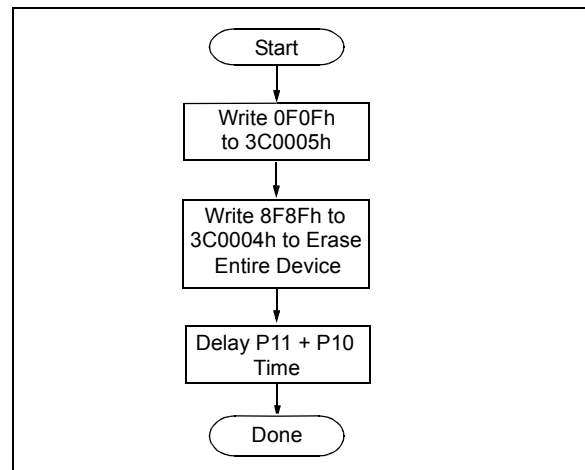 Start
Write 0F0Fh
to 3C0005h
Write 8F8Fh to
3C0004h to Erase
Entire Device
Delay P11 + P10
Time
Done